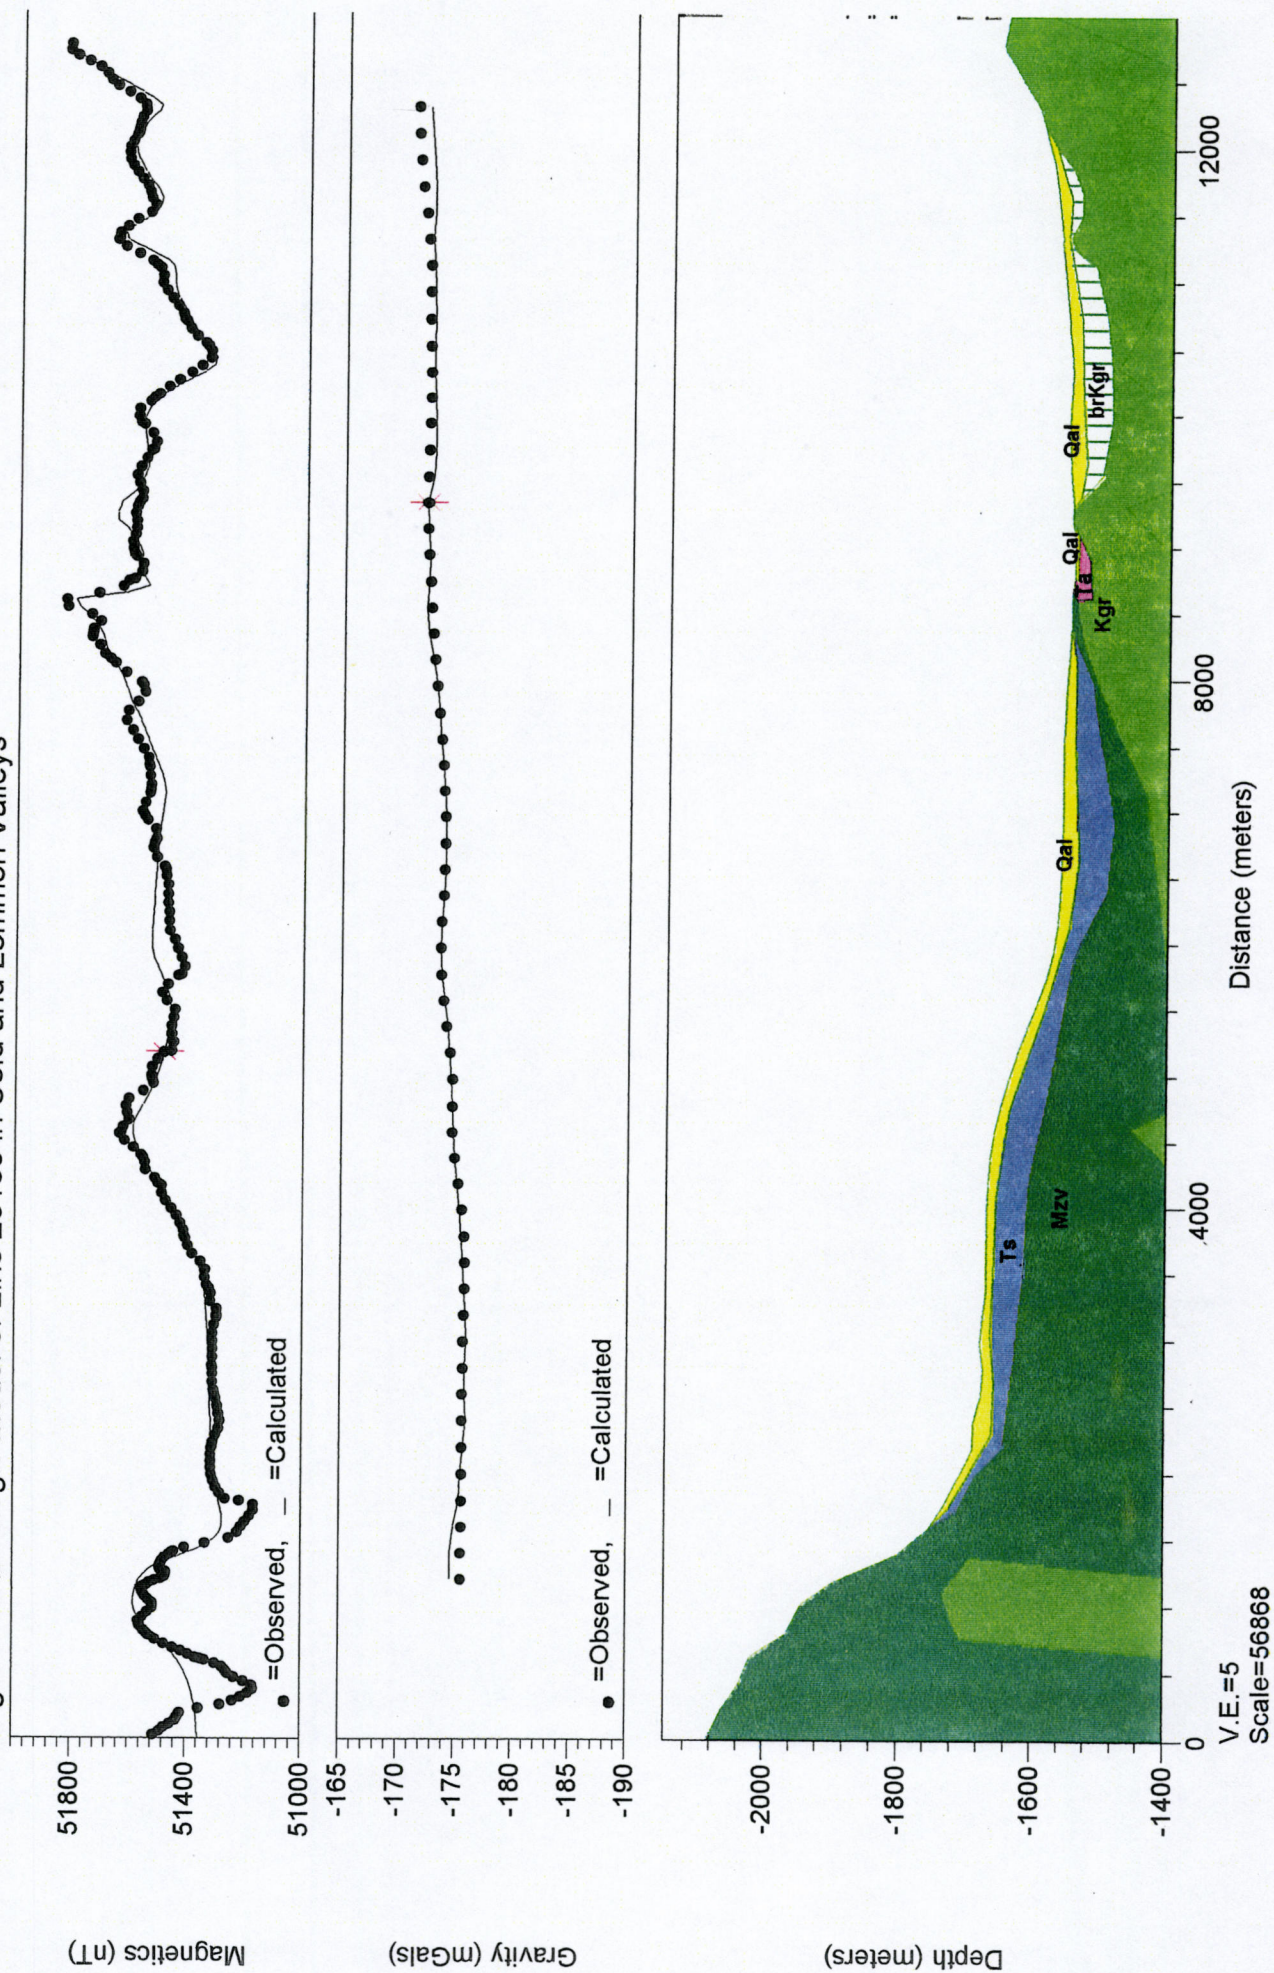 Magnetics (nT)
51800
51400
51000
=Observed, _ =Calculated
Gravity (mGals)
-165
-170
-175
-180
-185
-190
=Observed, _ =Calculated
Depth (meters)
-2000
-1800
-1600
-1400
Ts
Mzv
Qal
Kgr
Ta
Qal
Qal
brKgr
0
4000
8000
12000
Distance (meters)
V.E.=5
Scale=56868